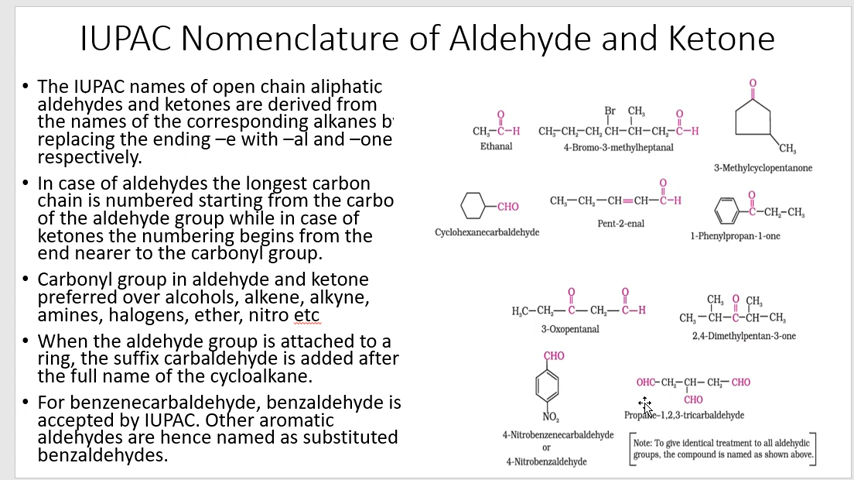 IUPAC Nomenclature of Aldehyde and Ketone
• The IUPAC names of open chain aliphatic
aldehydes and ketones are derived from
the names of the corresponding alkanes b
replacing the ending –e with –al and –one
respectively.
• In case of aldehydes the longest carbon
chain is numbered starting from the carbo
of the aldehyde group while in case of
ketones the numbering begins from the
end nearer to the carbonyl group.
• Carbonyl group in aldehyde and ketone
preferred over alcohols, alkene, alkyne,
amines, halogens, ether, nitro etc
• When the aldehyde group is attached to a
ring, the suffix carbaldehyde is added after
the full name of the cycloalkane.
• For benzenecarbaldehyde, benzaldehyde is
accepted by IUPAC. Other aromatic
aldehydes are hence named as substituted
benzaldehydes.
O
CH₃–C–H
Ethanal
Br CH₃ O
CH₃–CH₂–CH₂ CH–CH–CH₂–C–H
4-Bromo-3-methylheptanal
O
CH₃
3-Methylcyclopentanone
CHO
Cyclohexanecarbaldehyde
O
CH₃–CH₂–CH=CH–C–H
Pent-2-enal
O
C–CH₂–CH₃
1-Phenylpropan-1-one
O O
H₃C–CH₂–C–CH₂–C–H
3-Oxopentanal
CH₃ O CH₃
CH₃–CH–C–CH–CH₃
2,4-Dimethylpentan-3-one
CHO
NO₂
4-Nitrobenzenecarbaldehyde
or
4-Nitrobenzaldehyde
OHC–CH₂–CH–CH₂–CHO
CHO
Propane-1,2,3-tricarbaldehyde
Note: To give identical treatment to all aldehydic
groups, the compound is named as shown above.